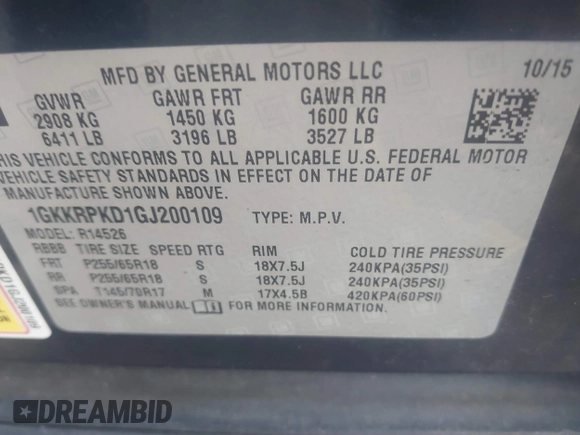 MFD BY GENERAL MOTORS LLC 10/15
GVWR GAWR FRT GAWR RR
2908 KG 1450 KG 1600 KG
6411 LB 3196 LB 3527 LB
HIS VEHICLE CONFORMS TO ALL APPLICABLE U.S. FEDERAL MOTOR
VEHICLE SAFETY STANDARDS IN EFFECT ON THE DATE OF
MANUFACTURE SHOWN ABOVE.
1GKKRPKD1GJ200109 TYPE: M.P.V.
MODEL: R14526
RBBB TIRE SIZE SPEED RTG RIM COLD TIRE PRESSURE
FRT P255/65R18 S 18X7.5J 240KPA(35PSI)
RR P255/65R18 S 18X7.5J 240KPA(35PSI)
SPA T145/70R17 M 17X4.5B 420KPA(60PSI)
SEE OWNER'S MANUAL FOR MORE INFORMATION.
PKD1GJ200109
DREAMBID